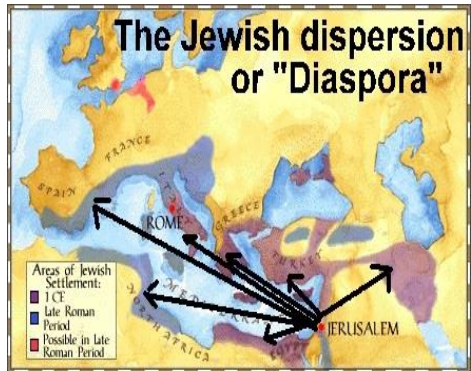 The Jewish dispersion
or "Diaspora"
FRANCE
SPAIN
ITALY
ROME
GREECE
TURKEY
MEDITERRANEAN
JERUSALEM
NORTH AFRICA
EGYPT
Areas of Jewish
Settlement:
1 CE
Late Roman
Period
Possible in late
Roman Period